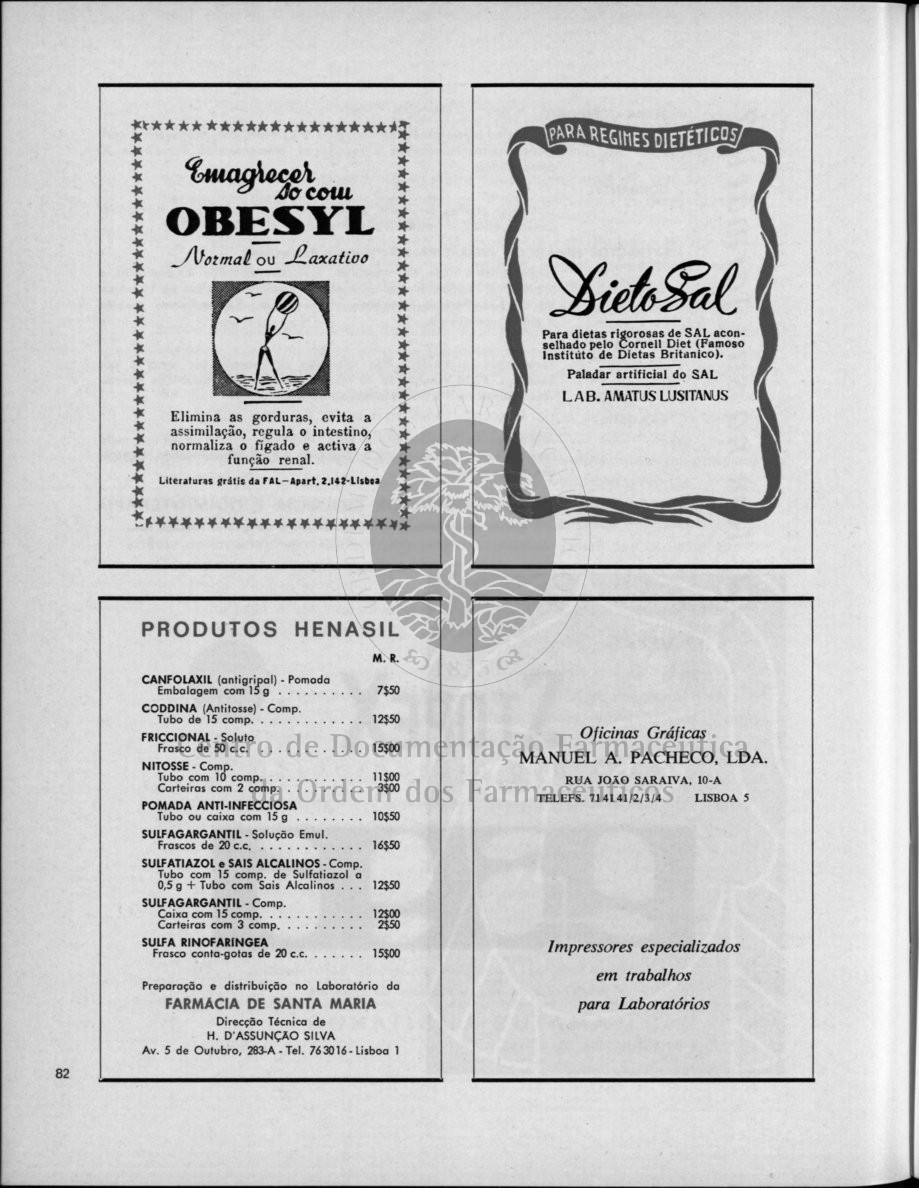 Emagrecer
só com
OBESYL
Normal ou Laxativo
Elimina as gorduras, evita a
assimilação, regula o intestino,
normaliza o fígado e activa a
função renal.
Literaturas grátis da FAL—Apart. 2.142-Lisboa
PARA REGIMES DIETÉTICOS
DietoSal
Para dietas rigorosas de SAL acon-
selhado pelo Cornell Diet (Famoso
Instituto de Dietas Britanico).
Paladar artificial do SAL
LAB. AMATUS LUSITANUS
PRODUTOS HENASIL
M. R.
CANFOLAXIL (antigripal) - Pomada
Embalagem com 15 g . . . . . . . . . . 7$50
CODDINA (Antitosse) - Comp.
Tubo de 15 comp. . . . . . . . . . . . . 12$50
FRICCIONAL - Soluto
Frasco de 50 c.c. . . . . . . . . . . . . 15$00
NITOSSE - Comp.
Tubo com 10 comp. . . . . . . . . . . . 11$00
Carteiras com 2 comp. . . . . . . . . . 3$00
POMADA ANTI-INFECCIOSA
Tubo ou caixa com 15 g . . . . . . . . 10$50
SULFAGARGANTIL - Solução Emul.
Frascos de 20 c.c. . . . . . . . . . . . . 16$50
SULFATIAZOL e SAIS ALCALINOS - Comp.
Tubo com 15 comp. de Sulfatiazol a
0,5 g + Tubo com Sais Alcalinos . . . 12$50
SULFAGARGANTIL - Comp.
Caixa com 15 comp. . . . . . . . . . . . 12$00
Carteiras com 3 comp. . . . . . . . . . 2$50
SULFA RINOFARÍNGEA
Frasco conta-gotas de 20 c.c. . . . . . . 15$00
Preparação e distribuição no Laboratório da
FARMÁCIA DE SANTA MARIA
Direcção Técnica de
H. D'ASSUNÇÃO SILVA
Av. 5 de Outubro, 283-A - Tel. 763016 - Lisboa 1
Oficinas Gráficas
MANUEL A. PACHECO, LDA.
RUA JOÃO SARAIVA, 10-A
TELEFS. 714141/2/3/4 LISBOA 5
Impressores especializados
em trabalhos
para Laboratórios
Centro de Documentação Farmacêutica
da Ordem dos Farmacêuticos
1835
82